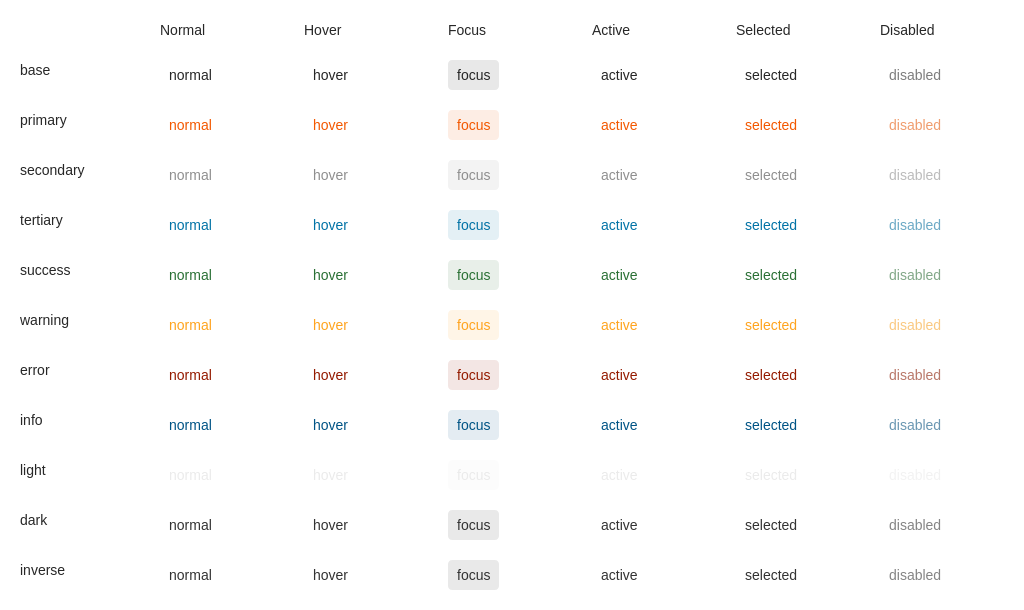 Normal Hover Focus Active Selected Disabled
base normal hover focus active selected disabled
primary normal hover focus active selected disabled
secondary normal hover focus active selected disabled
tertiary normal hover focus active selected disabled
success normal hover focus active selected disabled
warning normal hover focus active selected disabled
error normal hover focus active selected disabled
info normal hover focus active selected disabled
light normal hover focus active selected disabled
dark normal hover focus active selected disabled
inverse normal hover focus active selected disabled